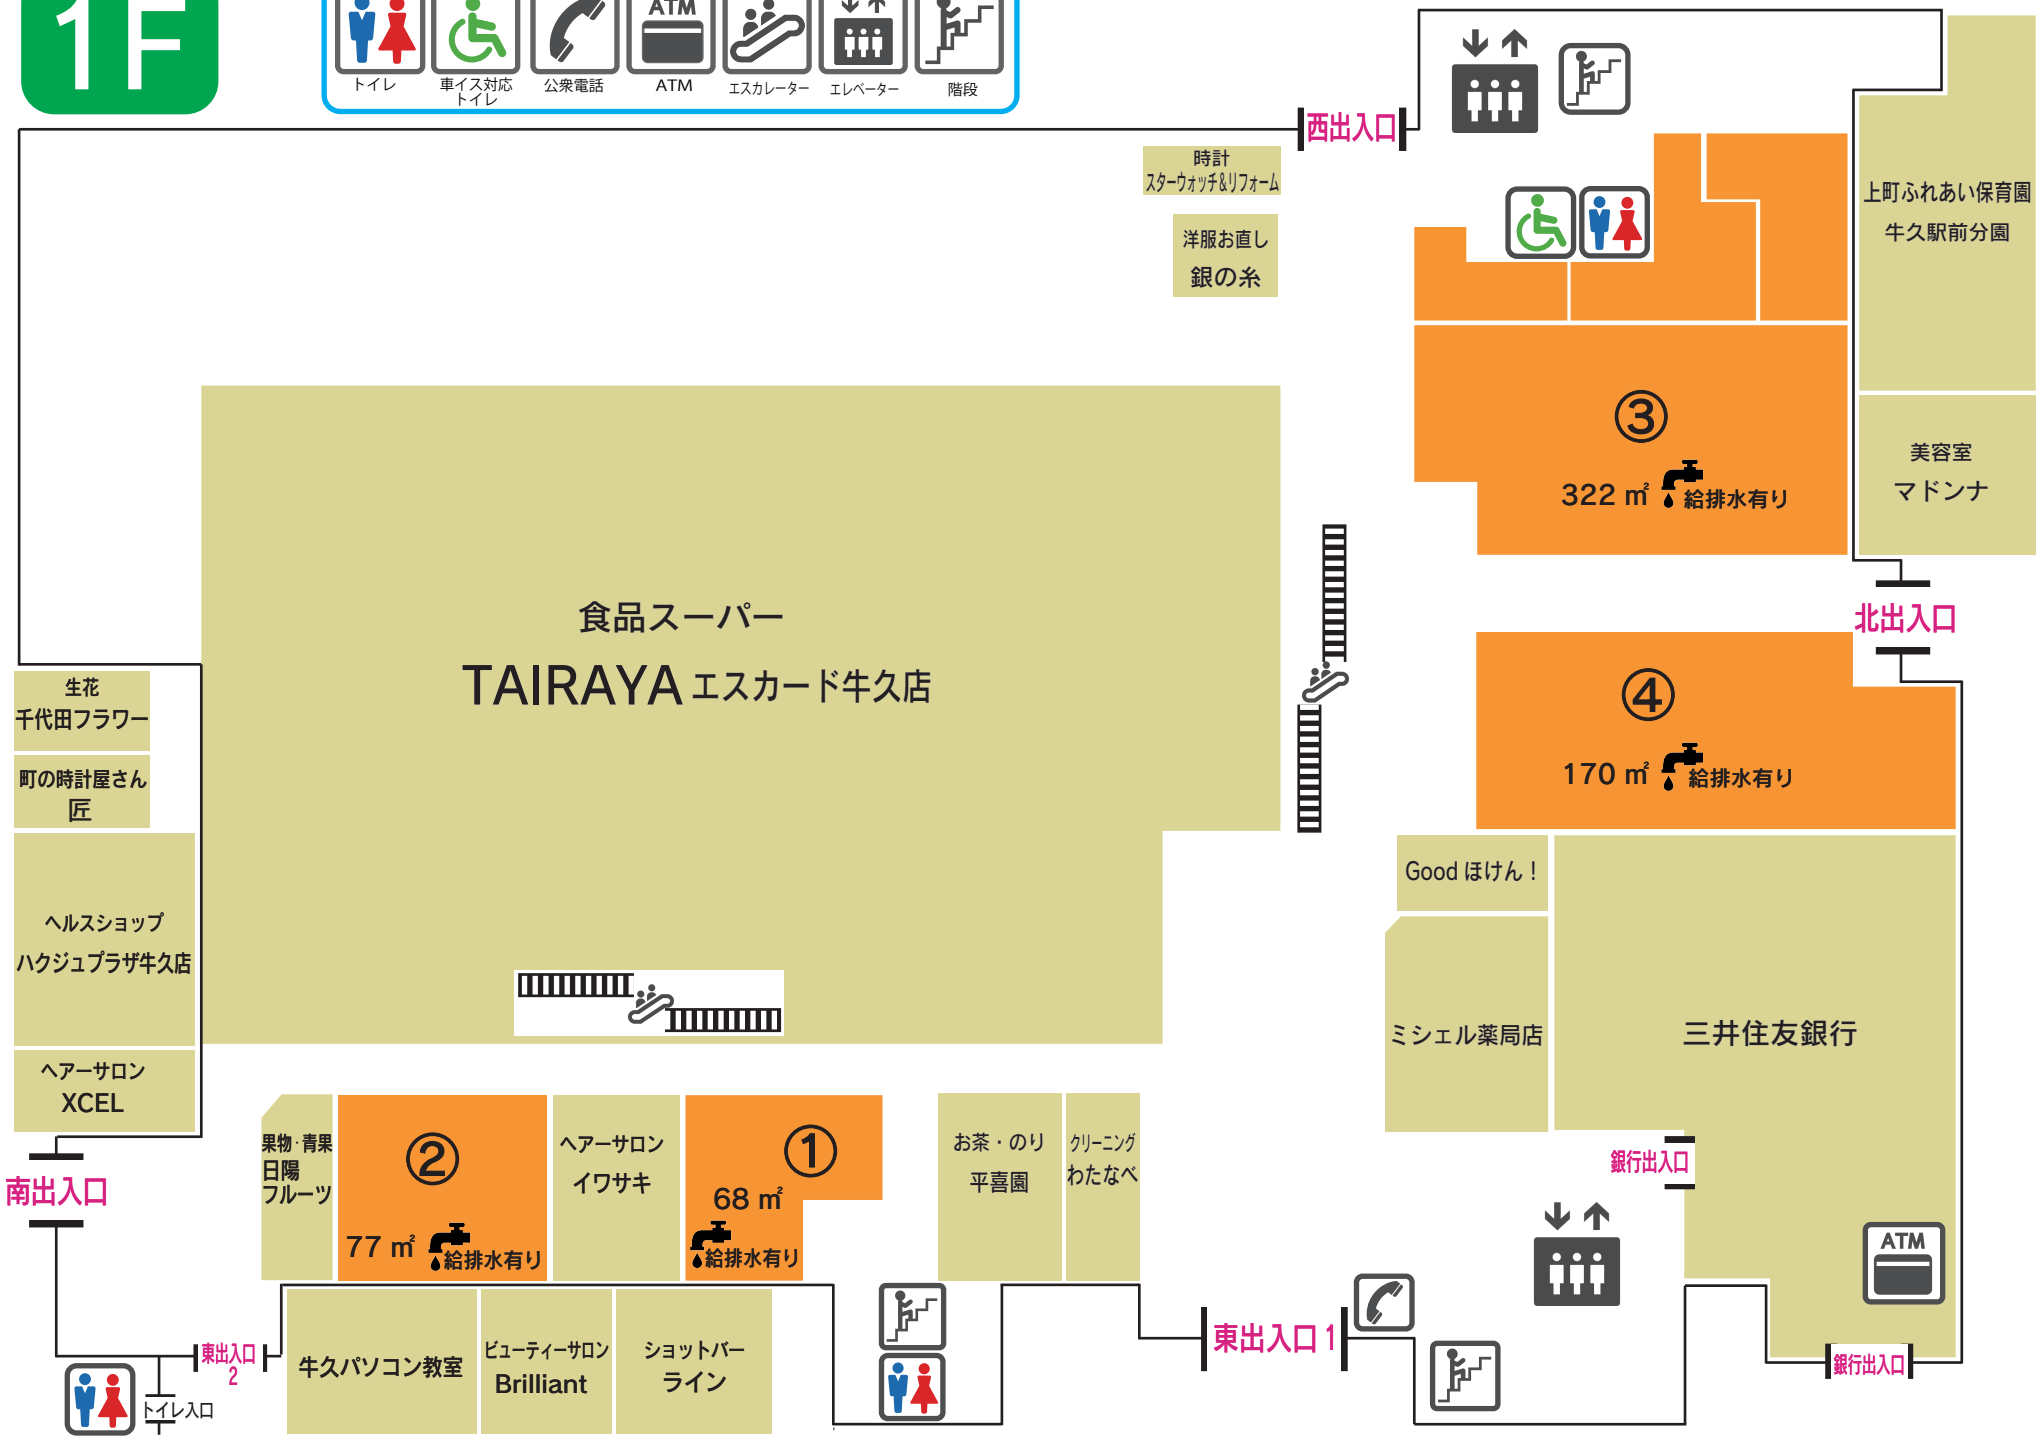 1F
ATM
トイレ
車イス対応
トイレ
公衆電話
ATM
エスカレーター
エレベーター
階段
西出入口
時計
スターウォッチ&リフォーム
洋服お直し
銀の糸
上町ふれあい保育園
牛久駅前分園
③
322 ㎡
給排水有り
美容室
マドンナ
北出入口
食品スーパー
TAIRAYA エスカード牛久店
④
170 ㎡
給排水有り
生花
千代田フラワー
町の時計屋さん
匠
ヘルスショップ
ハクジュプラザ牛久店
ヘアーサロン
XCEL
Good ほけん！
ミシェル薬局店
三井住友銀行
南出入口
果物・青果
日陽
フルーツ
②
77 ㎡
給排水有り
ヘアーサロン
イワサキ
①
68 ㎡
給排水有り
お茶・のり
平喜園
クリーニング
わたなべ
銀行出入口
ATM
東出入口
2
トイレ入口
牛久パソコン教室
ビューティーサロン
Brilliant
ショットバー
ライン
東出入口 1
銀行出入口